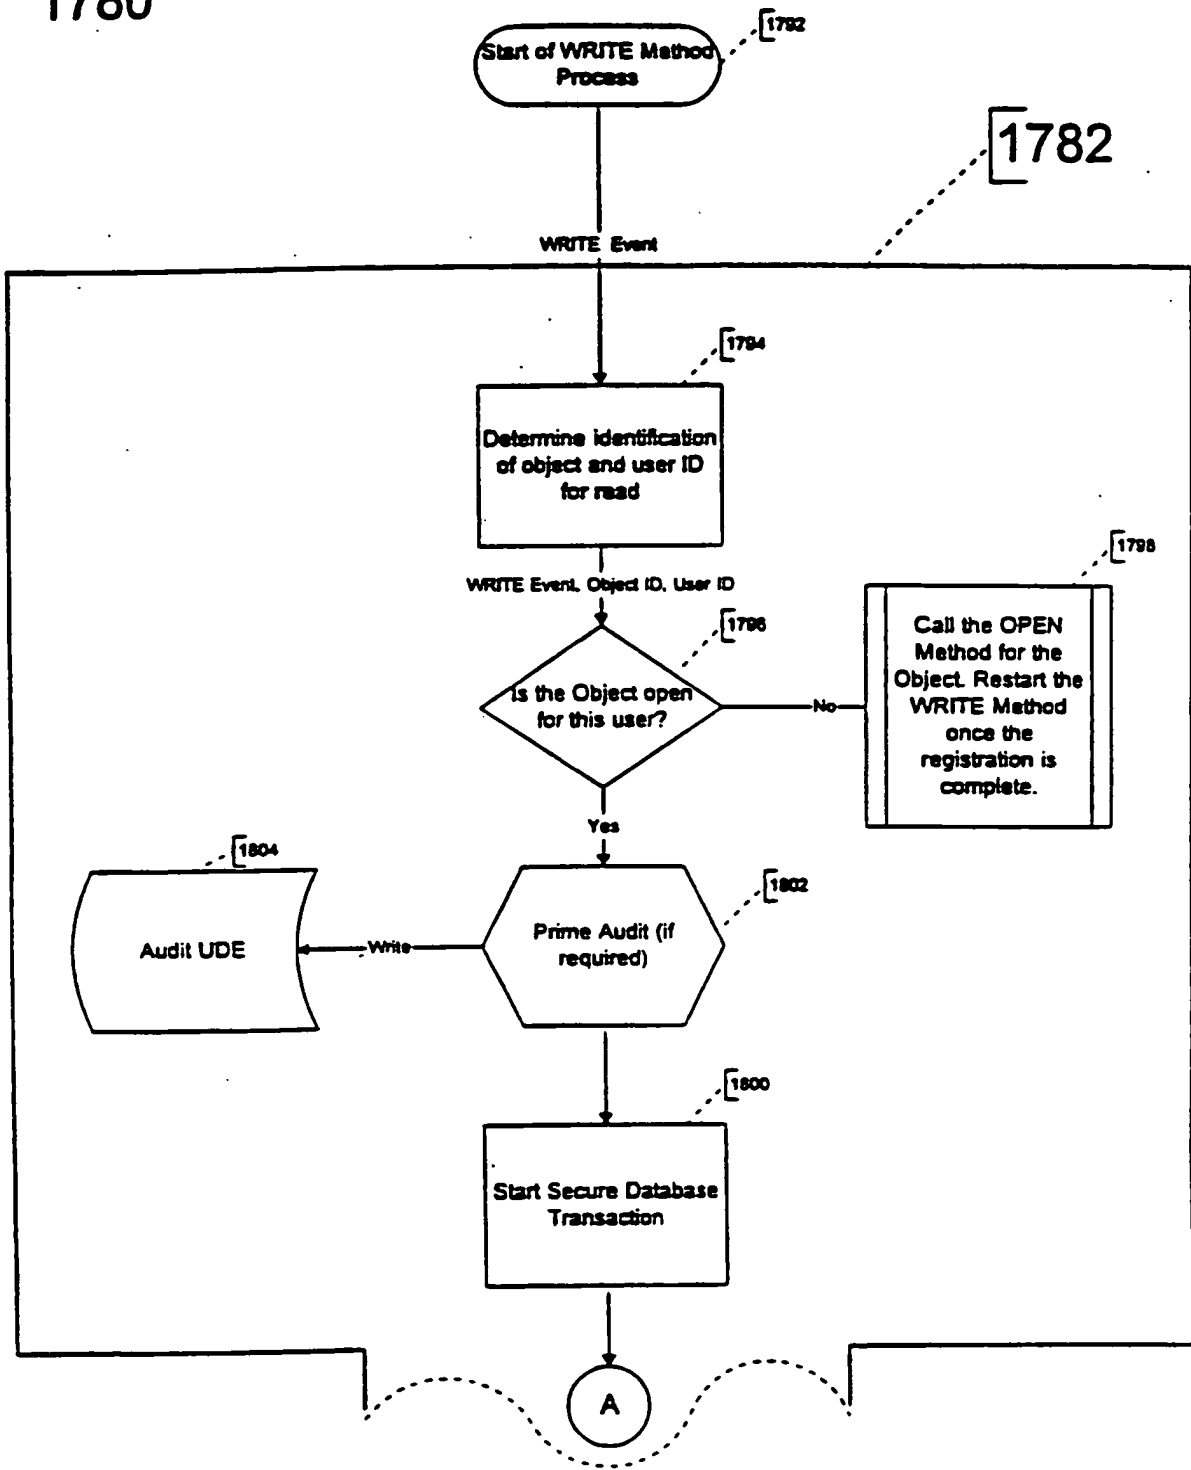 1780
1792
Start of WRITE Method
Process
1782
WRITE Event
1794
Determine identification
of object and user ID
for read
1798
WRITE Event, Object ID, User ID
1796
Call the OPEN
Method for the
Object. Restart the
WRITE Method
once the
registration is
complete.
Is the Object open
for this user?
No
Yes
1804
1802
Audit UDE
Write
Prime Audit (if
required)
1800
Start Secure Database
Transaction
A